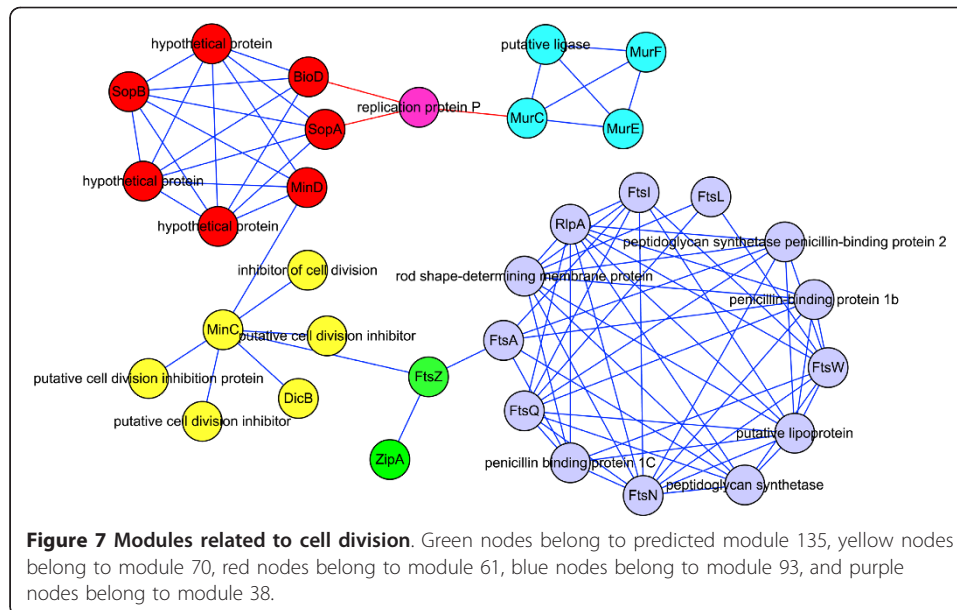 hypothetical protein
putative ligase
MurF
BioD
SopB
replication protein P
SopA
MurC
MurE
hypothetical protein
MinD
hypothetical protein
FtsI
FtsL
RlpA
peptidoglycan synthetase penicillin-binding protein 2
inhibitor of cell division
rod shape-determining membrane protein
penicillin-binding protein 1b
MinC
putative cell division inhibitor
FtsA
FtsW
putative cell division inhibition protein
FtsZ
DicB
FtsQ
putative cell division inhibitor
putative lipoprotein
ZipA
penicillin binding protein 1C
peptidoglycan synthetase
FtsN
Figure 7 Modules related to cell division. Green nodes belong to predicted module 135, yellow nodes
belong to module 70, red nodes belong to module 61, blue nodes belong to module 93, and purple
nodes belong to module 38.